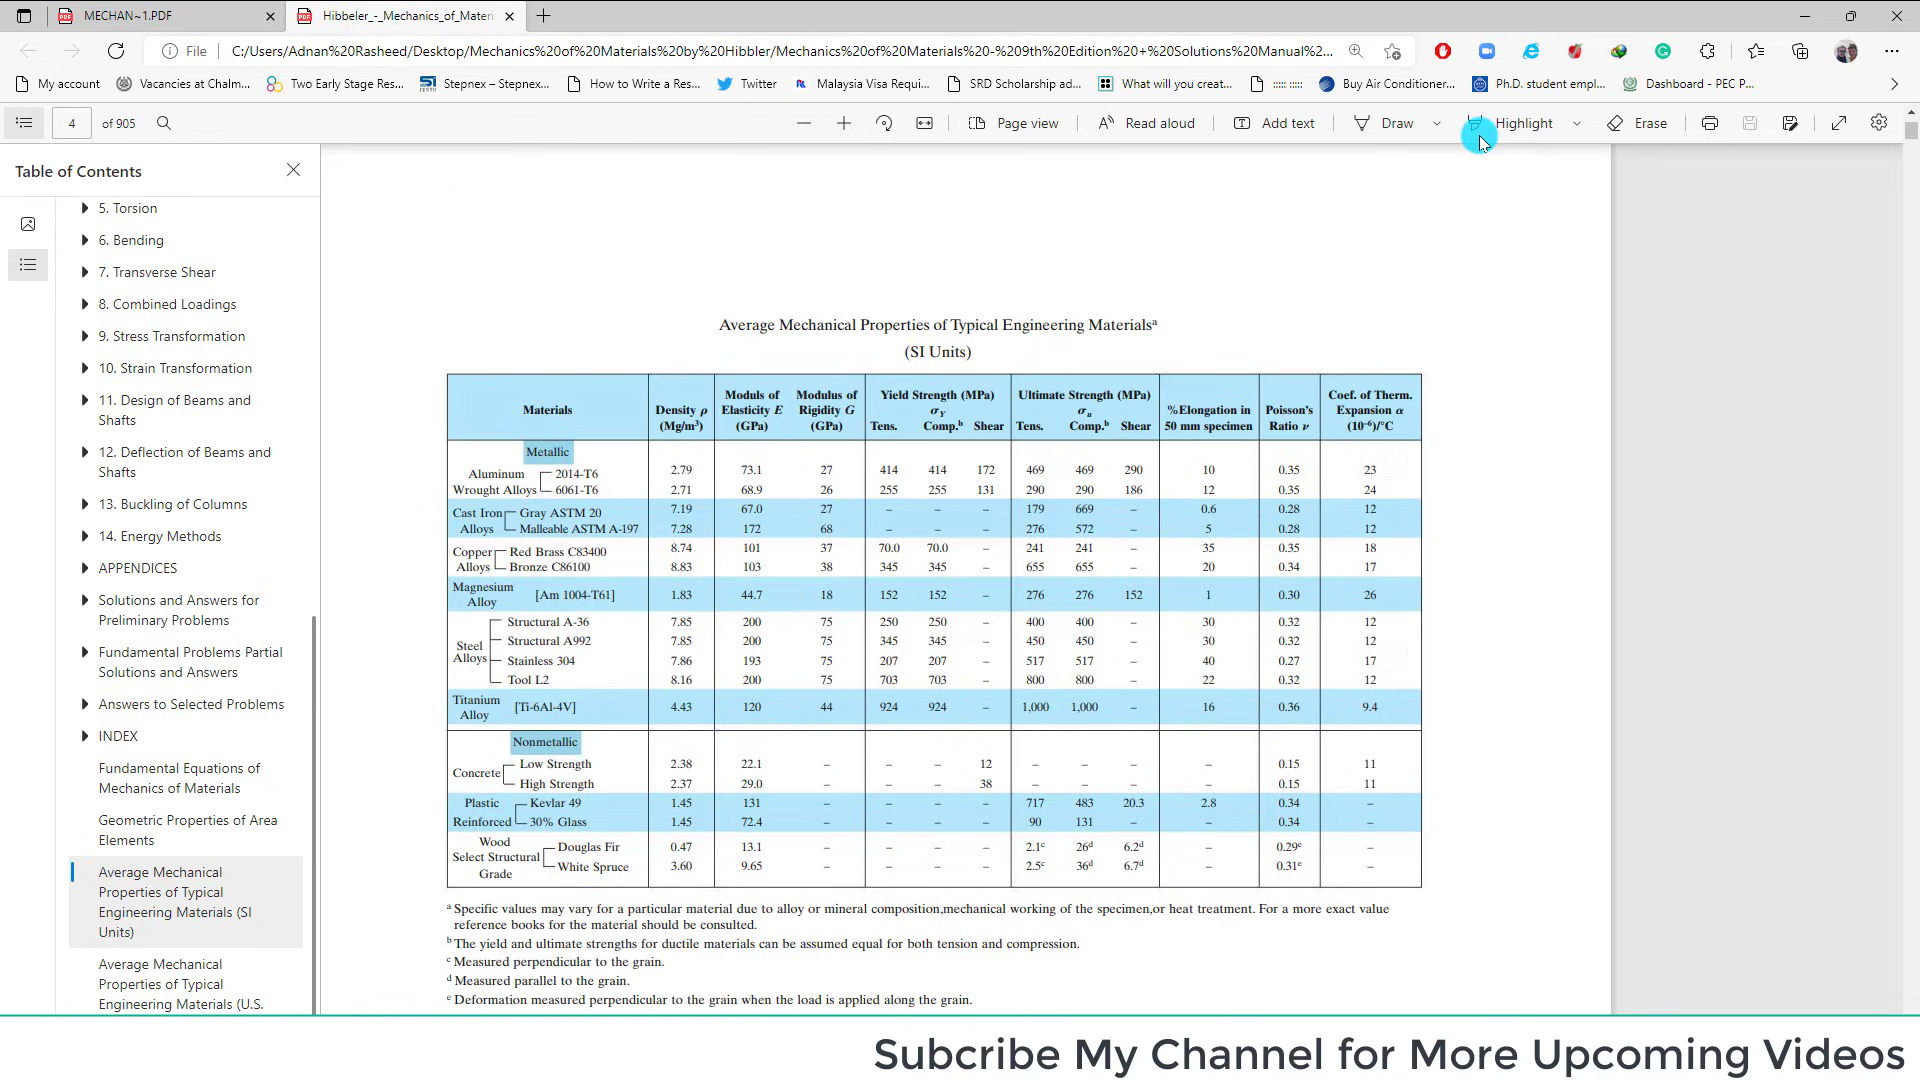 MECHAN~1.PDF
Hibbeler_-_Mechanics_of_Materi
File
C:/Users/Adnan%20Rasheed/Desktop/Mechanics%20of%20Materials%20by%20Hibbler/Mechanics%20of%20Materials%20-%209th%20Edition%20+%20Solutions%20Manual%2...
My account
Vacancies at Chalm...
Two Early Stage Res...
Stepnex – Stepnex...
How to Write a Res...
Twitter
Malaysia Visa Requi...
SRD Scholarship ad...
What will you creat...
::::: :::::
Buy Air Conditioner...
Ph.D. student empl...
Dashboard - PEC P...
4 of 905
Page view
Read aloud
Add text
Draw
Highlight
Erase
Table of Contents
5. Torsion
6. Bending
7. Transverse Shear
8. Combined Loadings
9. Stress Transformation
10. Strain Transformation
11. Design of Beams and
Shafts
12. Deflection of Beams and
Shafts
13. Buckling of Columns
14. Energy Methods
APPENDICES
Solutions and Answers for
Preliminary Problems
Fundamental Problems Partial
Solutions and Answers
Answers to Selected Problems
INDEX
Fundamental Equations of
Mechanics of Materials
Geometric Properties of Area
Elements
Average Mechanical
Properties of Typical
Engineering Materials (SI
Units)
Average Mechanical
Properties of Typical
Engineering Materials (U.S.
Average Mechanical Properties of Typical Engineering Materialsᵃ
(SI Units)
Materials
Density ρ
(Mg/m³)
Moduls of
Elasticity E
(GPa)
Modulus of
Rigidity G
(GPa)
Yield Strength (MPa)
σY
Tens. Comp.ᵇ Shear
Ultimate Strength (MPa)
σu
Tens. Comp.ᵇ Shear
%Elongation in
50 mm specimen
Poisson's
Ratio ν
Coef. of Therm.
Expansion α
(10⁻⁶)/°C
Metallic
Aluminum
Wrought Alloys
2014-T6 2.79 73.1 27 414 414 172 469 469 290 10 0.35 23
6061-T6 2.71 68.9 26 255 255 131 290 290 186 12 0.35 24
Cast Iron
Alloys
Gray ASTM 20 7.19 67.0 27 – – – 179 669 – 0.6 0.28 12
Malleable ASTM A-197 7.28 172 68 – – – 276 572 – 5 0.28 12
Copper
Alloys
Red Brass C83400 8.74 101 37 70.0 70.0 – 241 241 – 35 0.35 18
Bronze C86100 8.83 103 38 345 345 – 655 655 – 20 0.34 17
Magnesium
Alloy
[Am 1004-T61] 1.83 44.7 18 152 152 – 276 276 152 1 0.30 26
Steel
Alloys
Structural A-36 7.85 200 75 250 250 – 400 400 – 30 0.32 12
Structural A992 7.85 200 75 345 345 – 450 450 – 30 0.32 12
Stainless 304 7.86 193 75 207 207 – 517 517 – 40 0.27 17
Tool L2 8.16 200 75 703 703 – 800 800 – 22 0.32 12
Titanium
Alloy
[Ti-6Al-4V] 4.43 120 44 924 924 – 1,000 1,000 – 16 0.36 9.4
Nonmetallic
Concrete
Low Strength 2.38 22.1 – – – 12 – – – – 0.15 11
High Strength 2.37 29.0 – – – 38 – – – – 0.15 11
Plastic
Reinforced
Kevlar 49 1.45 131 – – – – 717 483 20.3 2.8 0.34 –
30% Glass 1.45 72.4 – – – – 90 131 – – 0.34 –
Wood
Select Structural
Grade
Douglas Fir 0.47 13.1 – – – – 2.1ᶜ 26ᵈ 6.2ᵈ – 0.29ᵉ –
White Spruce 3.60 9.65 – – – – 2.5ᶜ 36ᵈ 6.7ᵈ – 0.31ᵉ –
ᵃ Specific values may vary for a particular material due to alloy or mineral composition,mechanical working of the specimen,or heat treatment. For a more exact value
reference books for the material should be consulted.
ᵇ The yield and ultimate strengths for ductile materials can be assumed equal for both tension and compression.
ᶜ Measured perpendicular to the grain.
ᵈ Measured parallel to the grain.
ᵉ Deformation measured perpendicular to the grain when the load is applied along the grain.
Subcribe My Channel for More Upcoming Videos